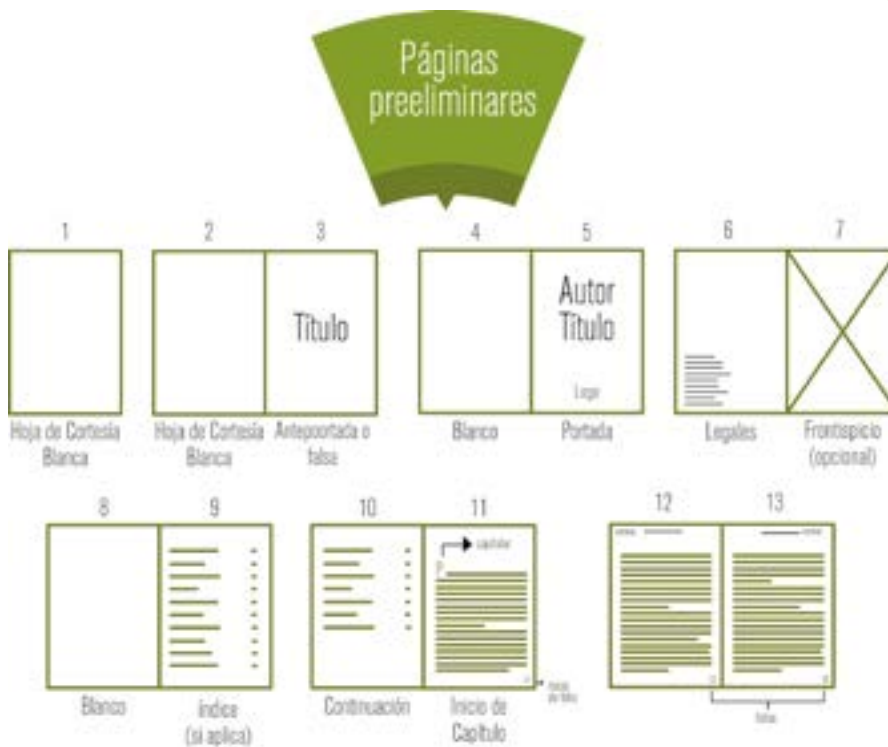 Páginas
preeliminares
1
2
3
4
5
6
7
Título
Autor
Título
Logo
Hoja de Cortesía
Blanca
Hoja de Cortesía
Blanca
Antepoortada o
false
Blanco
Portada
Legales
Frontispicio
(opcional)
8
9
10
11
12
13
capitular
Blanco
índice
(si aplica)
Continuación
Inicio de
Capítulo
folios